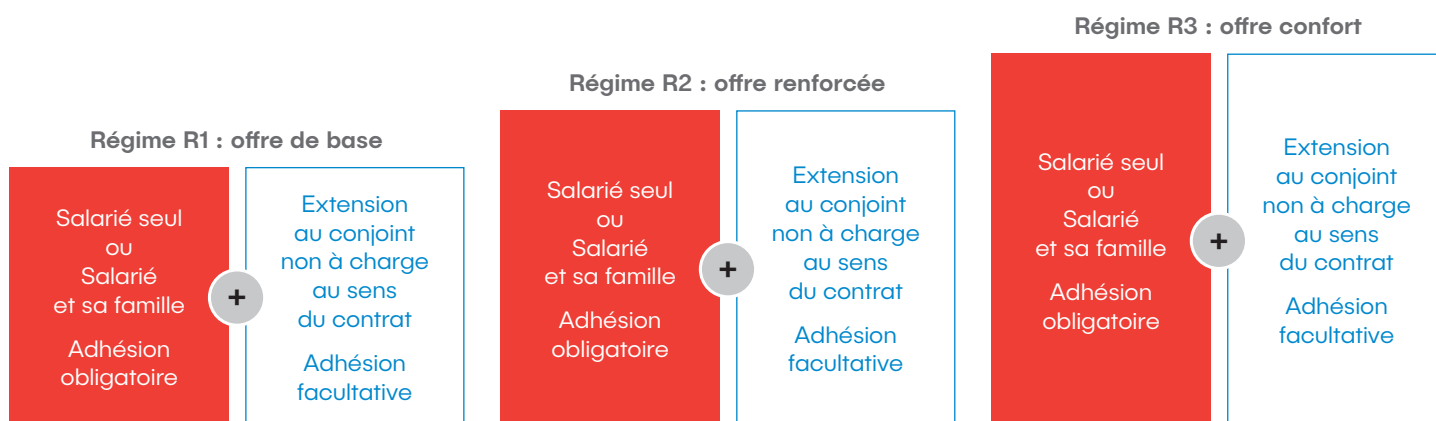 Régime R1 : offre de base
Salarié seul
ou
Salarié
et sa famille
Adhésion
obligatoire
+
Extension
au conjoint
non à charge
au sens
du contrat
Adhésion
facultative
Régime R2 : offre renforcée
Salarié seul
ou
Salarié
et sa famille
Adhésion
obligatoire
+
Extension
au conjoint
non à charge
au sens
du contrat
Adhésion
facultative
Régime R3 : offre confort
Salarié seul
ou
Salarié
et sa famille
Adhésion
obligatoire
+
Extension
au conjoint
non à charge
au sens
du contrat
Adhésion
facultative